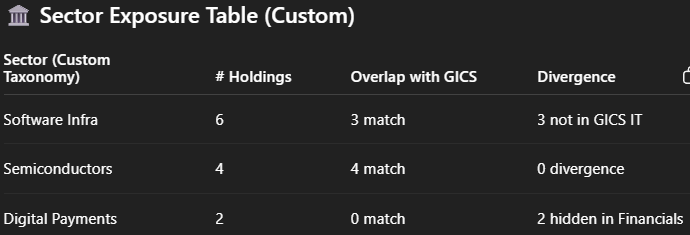 🏛️ Sector Exposure Table (Custom)
Sector (Custom
Taxonomy) # Holdings Overlap with GICS Divergence
Software Infra 6 3 match 3 not in GICS IT
Semiconductors 4 4 match 0 divergence
Digital Payments 2 0 match 2 hidden in Financials